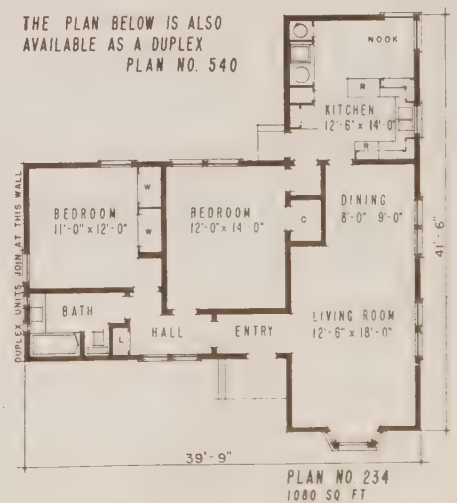 THE PLAN BELOW IS ALSO
AVAILABLE AS A DUPLEX
PLAN NO. 540
NOOK
R
KITCHEN
12'-6" x 14'-0"
R
W
BEDROOM
11'-0" x 12'-0"
W
BEDROOM
12'-0" x 14'-0"
C
DINING
8'-0" 9'-0"
41'-6"
DUPLEX UNITS JOIN AT THIS WALL
BATH
L
HALL
ENTRY
LIVING ROOM
12'-6" x 18'-0"
39'-9"
PLAN NO. 234
1080 SQ FT